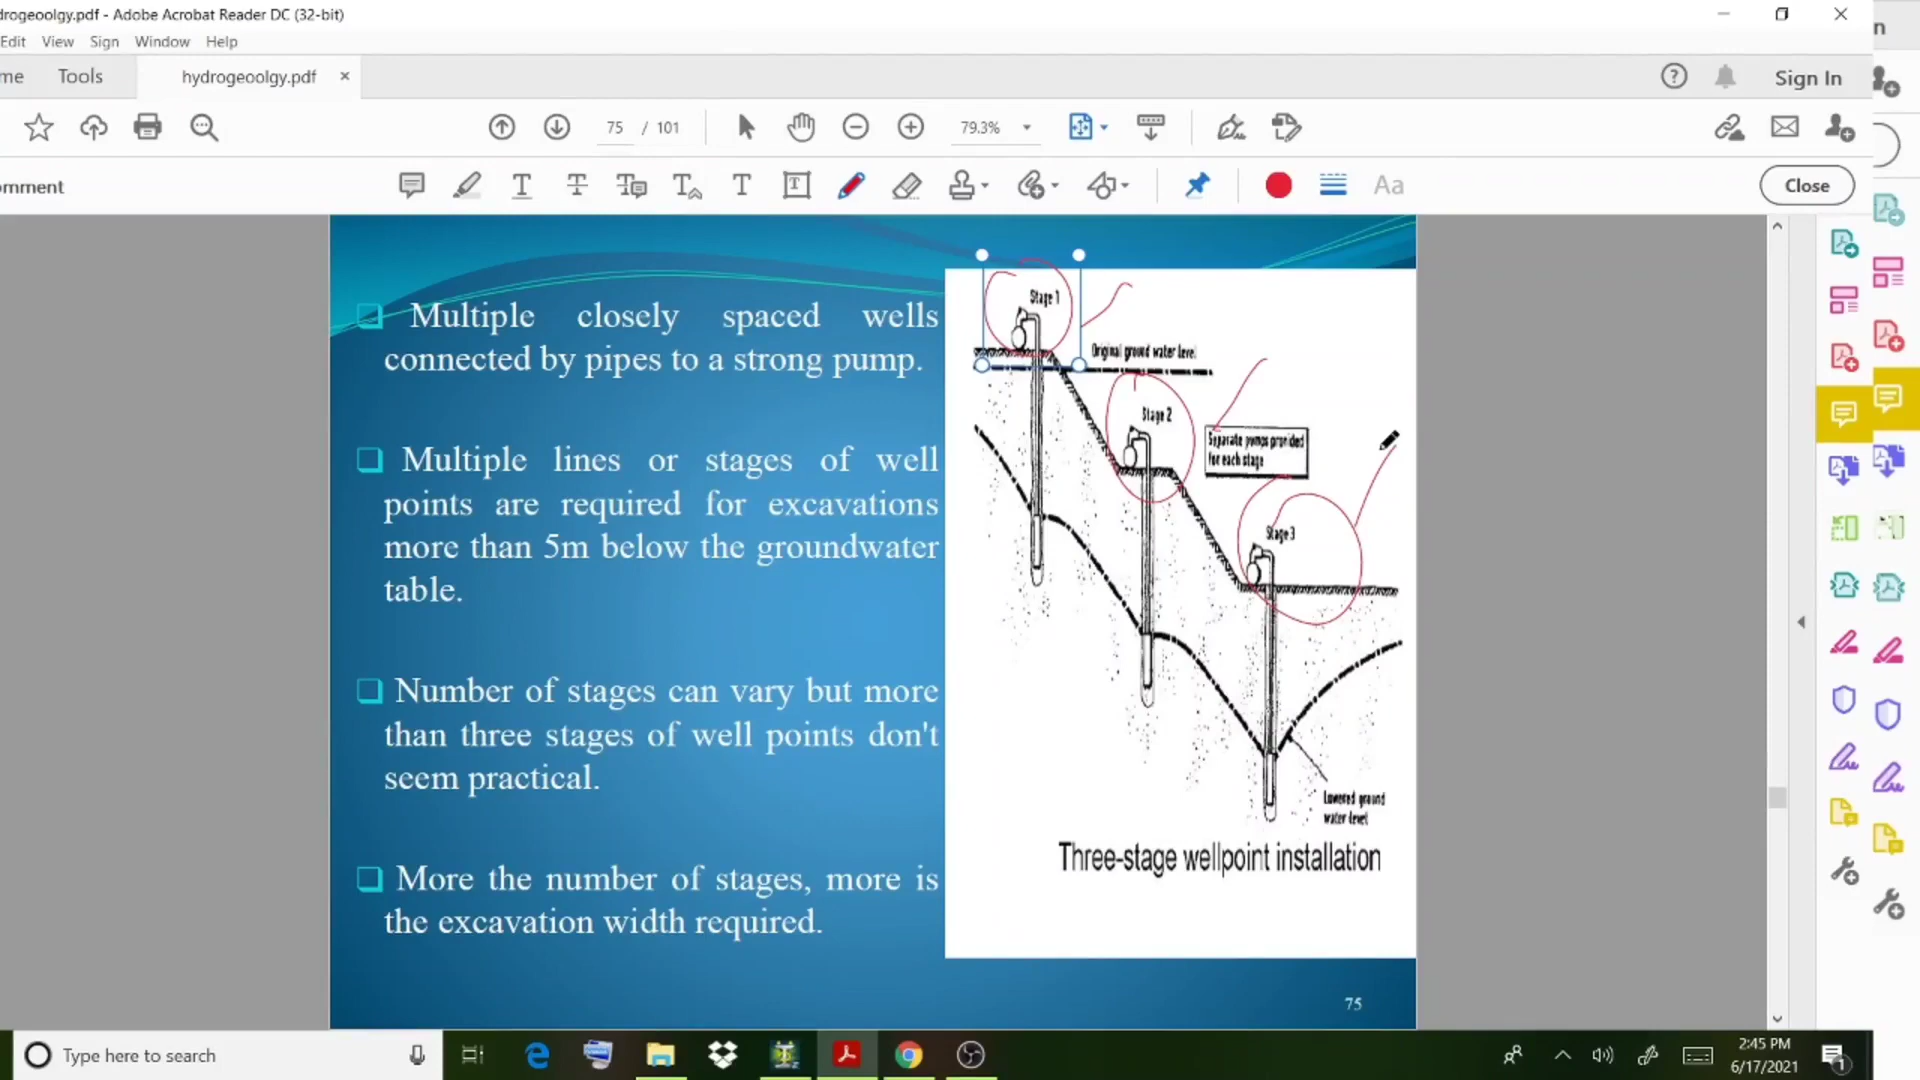 drogeoolgy.pdf - Adobe Acrobat Reader DC (32-bit)
Edit View Sign Window Help
me Tools hydrogeoolgy.pdf × Sign In
75 / 101 79.3%
omment Aa Close
Multiple closely spaced wells
connected by pipes to a strong pump.
Multiple lines or stages of well
points are required for excavations
more than 5m below the groundwater
table.
Number of stages can vary but more
than three stages of well points don't
seem practical.
More the number of stages, more is
the excavation width required.
Stage 1
Original ground water level
Stage 2
Separate pumps provided
for each stage
Stage 3
Lowered ground
water level
Three-stage wellpoint installation
75
Type here to search
2:45 PM
6/17/2021
1
n